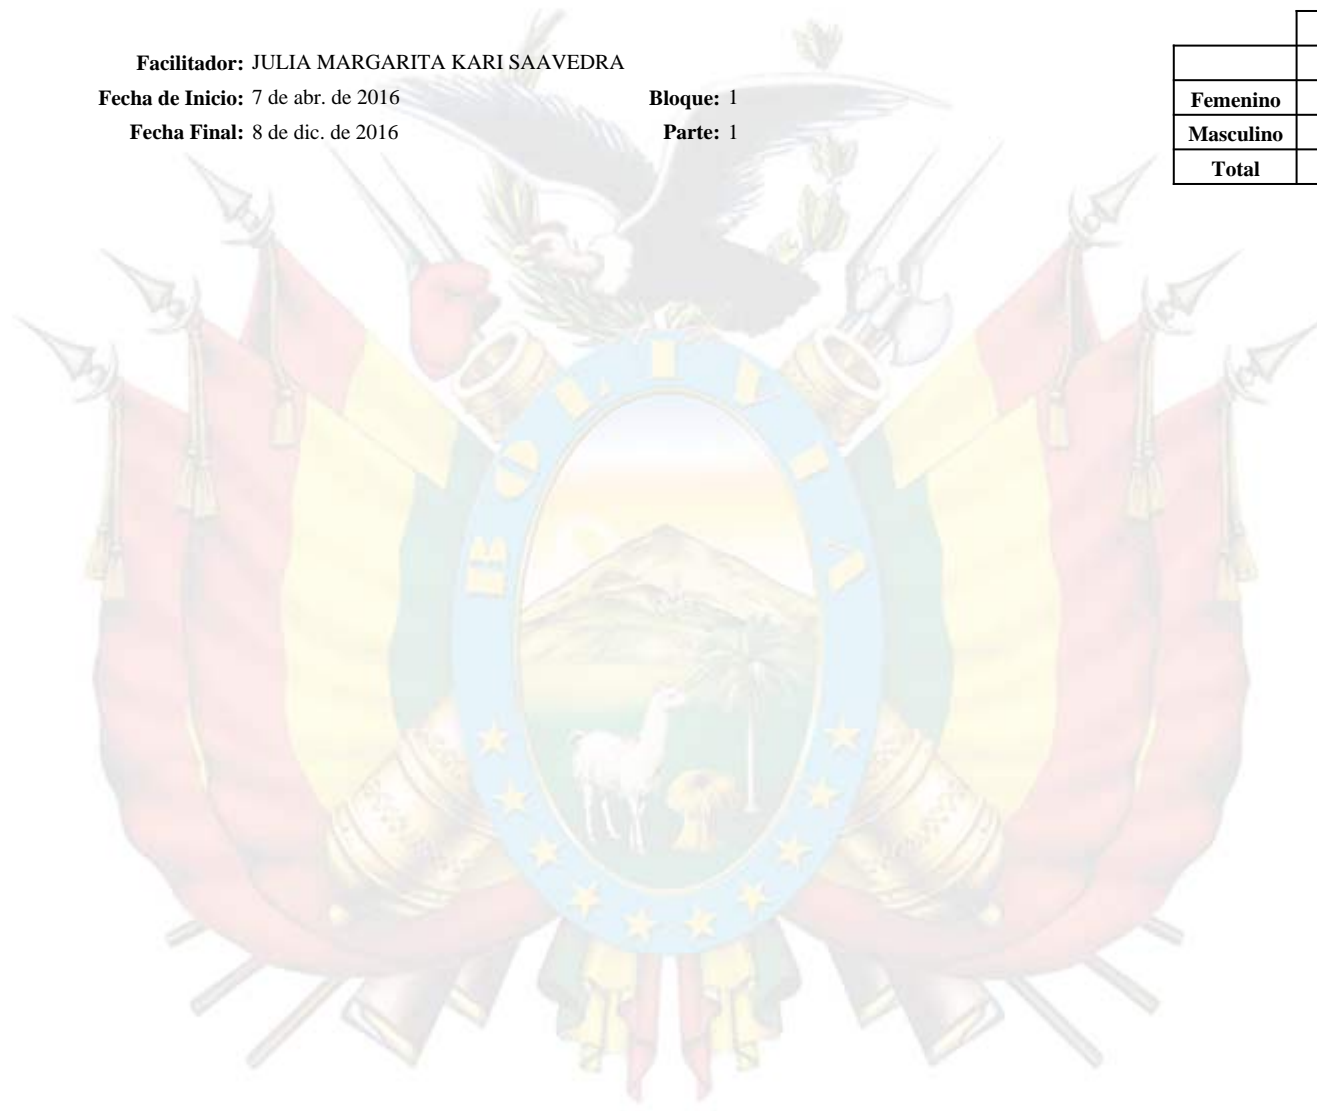 Facilitador: JULIA MARGARITA KARI SAAVEDRA
Fecha de Inicio: 7 de abr. de 2016 Bloque: 1
Fecha Final: 8 de dic. de 2016 Parte: 1
Femenino
Masculino
Total
BOLIVIA